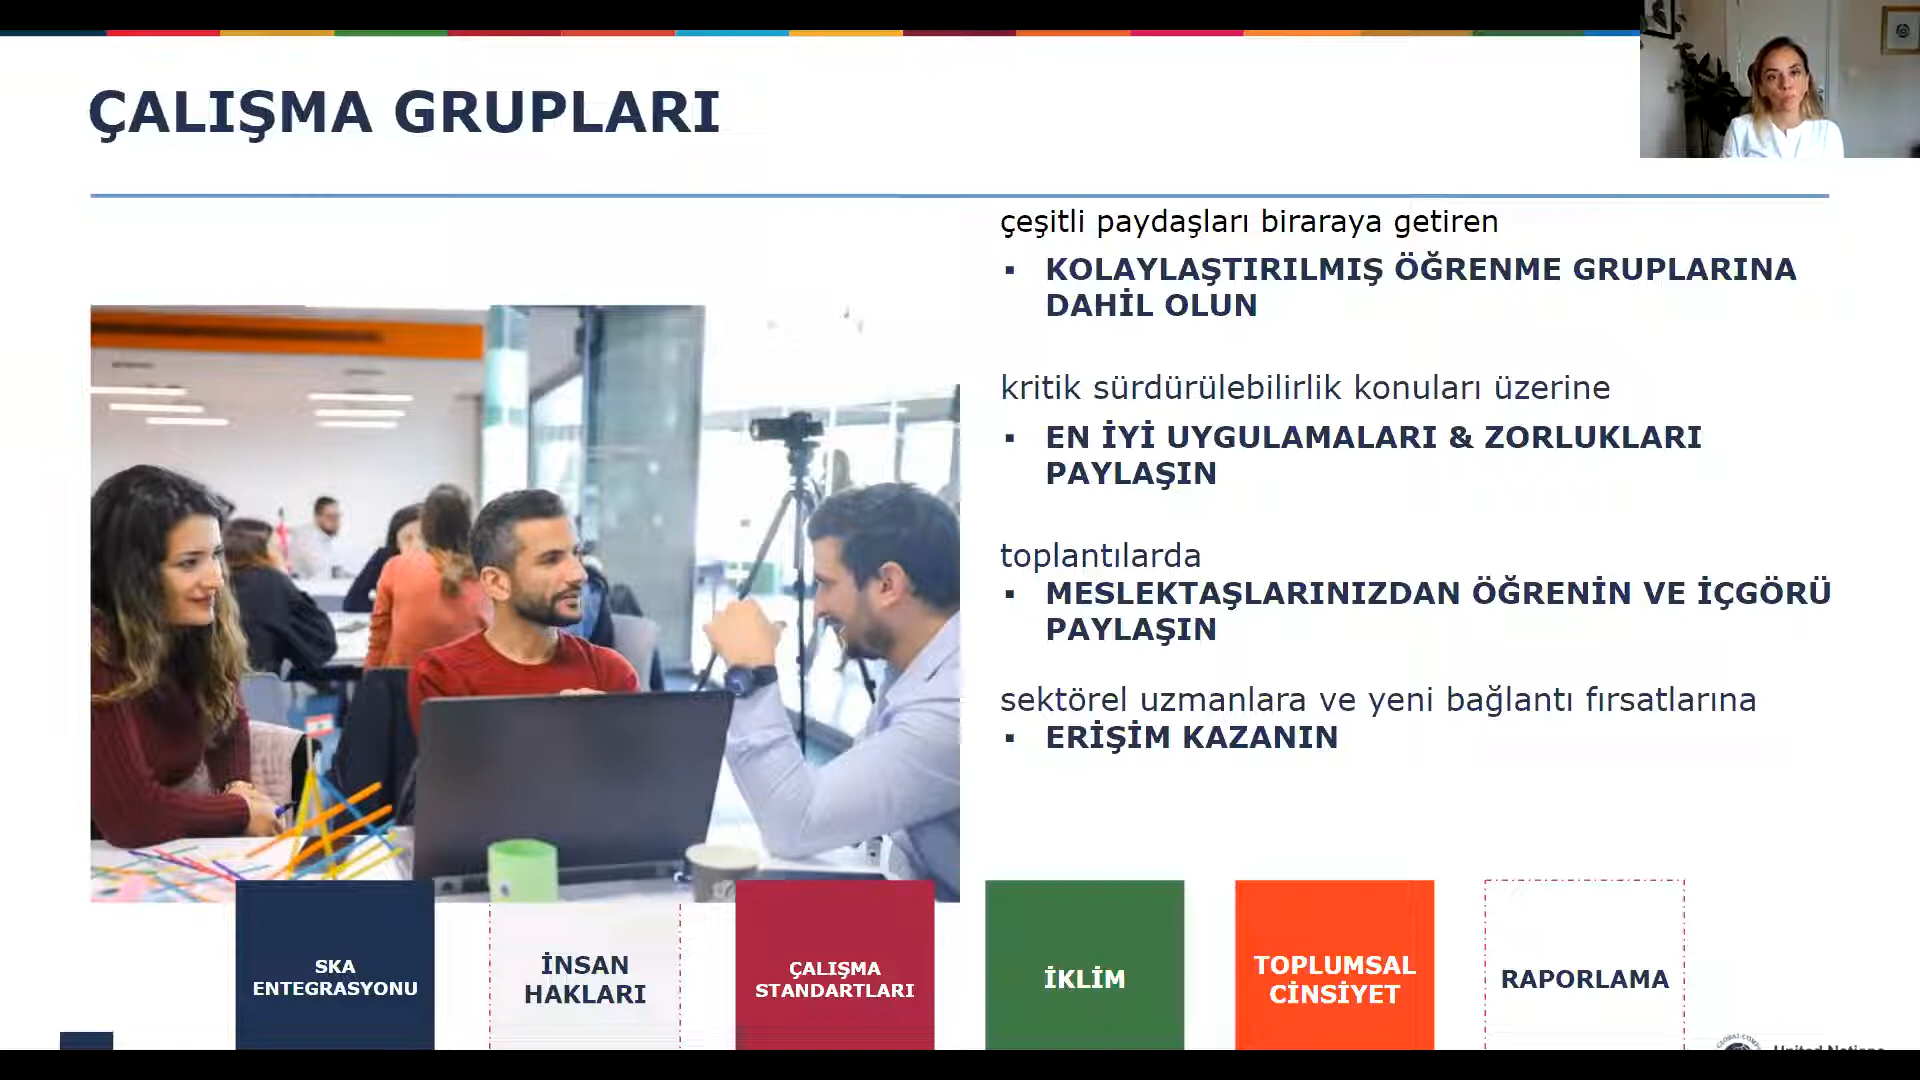 ÇALIŞMA GRUPLARI
çeşitli paydaşları biraraya getiren
▪ KOLAYLAŞTIRILMIŞ ÖĞRENME GRUPLARINA
DAHİL OLUN
kritik sürdürülebilirlik konuları üzerine
▪ EN İYİ UYGULAMALARI & ZORLUKLARI
PAYLAŞIN
toplantılarda
▪ MESLEKTAŞLARINIZDAN ÖĞRENİN VE İÇGÖRÜ
PAYLAŞIN
sektörel uzmanlara ve yeni bağlantı fırsatlarına
▪ ERİŞİM KAZANIN
SKA
ENTEGRASYONU
İNSAN
HAKLARI
ÇALIŞMA
STANDARTLARI
İKLİM
TOPLUMSAL
CİNSİYET
RAPORLAMA
United Nations